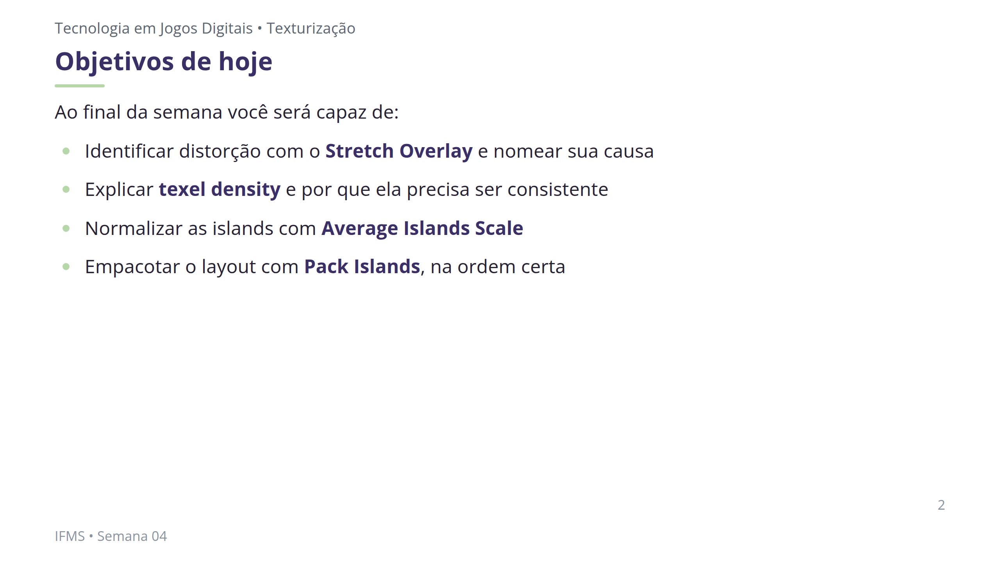 Tecnologia em Jogos Digitais • Texturização
Objetivos de hoje
Ao final da semana você será capaz de:
• Identificar distorção com o Stretch Overlay e nomear sua causa
• Explicar texel density e por que ela precisa ser consistente
• Normalizar as islands com Average Islands Scale
• Empacotar o layout com Pack Islands, na ordem certa
2
IFMS • Semana 04